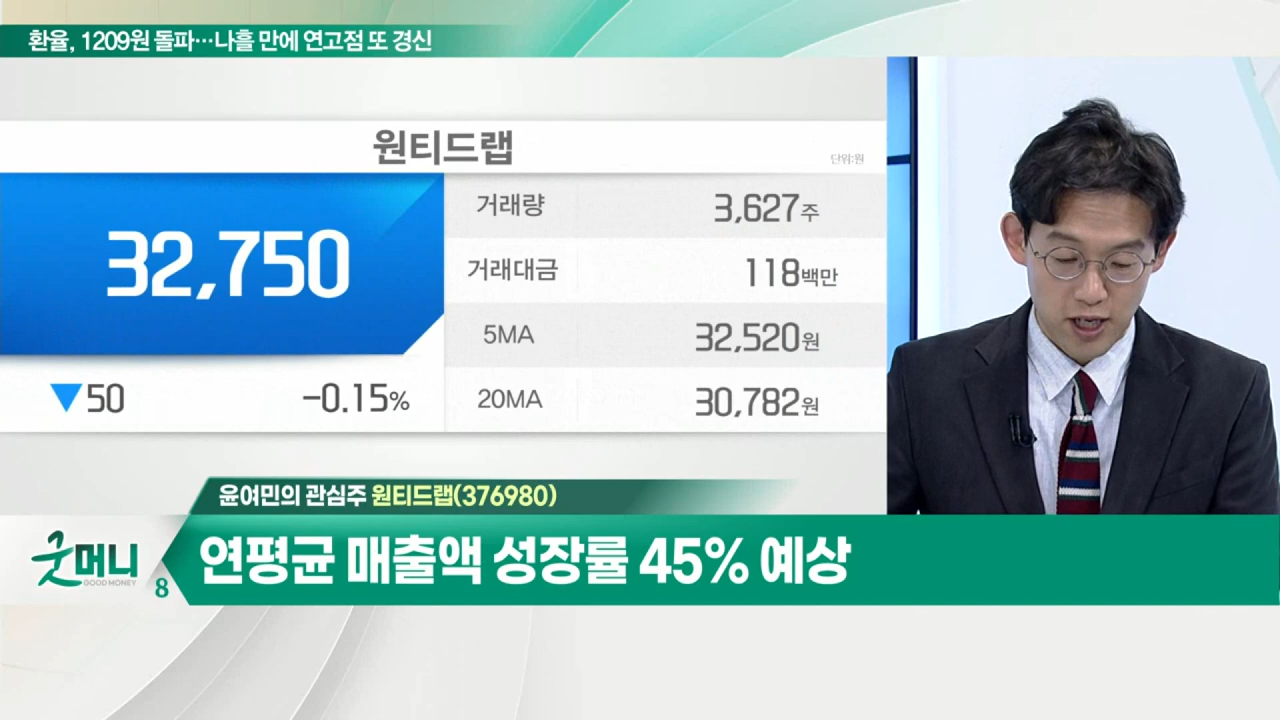 환율, 1209원 돌파…나흘 만에 연고점 또 경신
원티드랩
단위:원
32,750
▼50 -0.15%
거래량 3,627주
거래대금 118백만
5MA 32,520원
20MA 30,782원
윤여민의 관심주 원티드랩(376980)
굿머니
GOOD MONEY
8
연평균 매출액 성장률 45% 예상